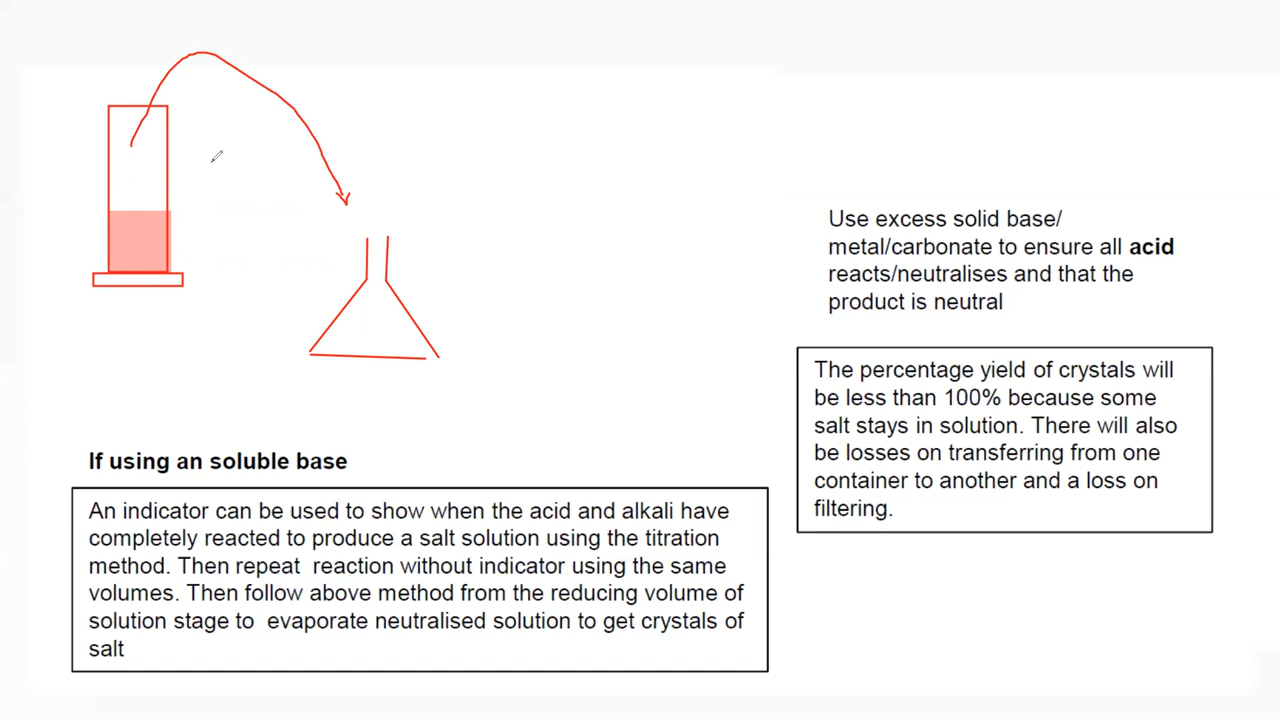 Use excess solid base/
metal/carbonate to ensure all acid
reacts/neutralises and that the
product is neutral
The percentage yield of crystals will
be less than 100% because some
salt stays in solution. There will also
be losses on transferring from one
container to another and a loss on
filtering.
If using an soluble base
An indicator can be used to show when the acid and alkali have
completely reacted to produce a salt solution using the titration
method. Then repeat  reaction without indicator using the same
volumes. Then follow above method from the reducing volume of
solution stage to  evaporate neutralised solution to get crystals of
salt